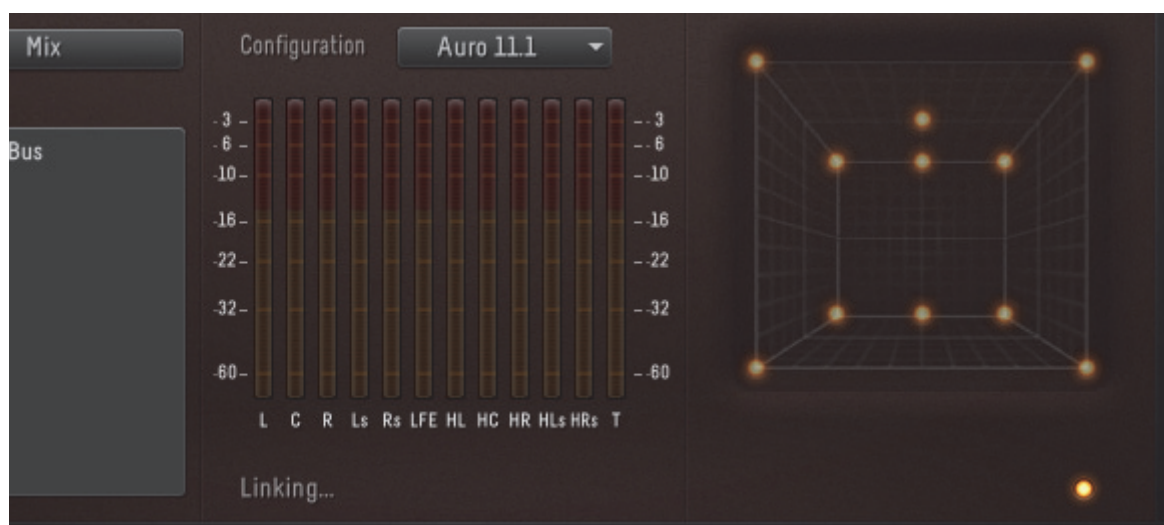 Mix
Configuration Auro 11.1
Bus
-3 - --3
-6 - --6
-10 - --10
-16 - --16
-22 - --22
-32 - --32
-60 - --60
L C R Ls Rs LFE HL HC HR HLs HRs T
Linking...